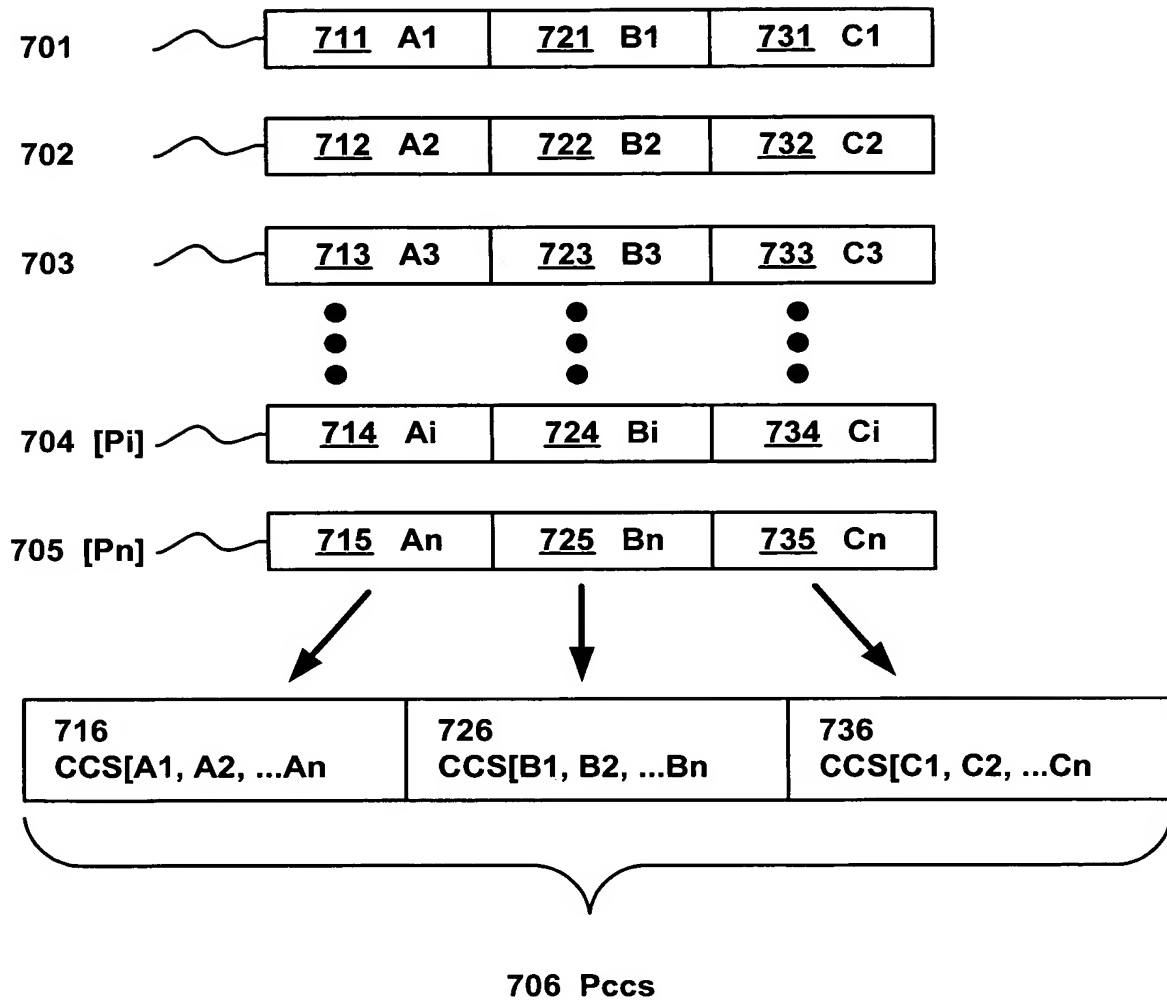 701 711 A1 721 B1 731 C1
702 712 A2 722 B2 732 C2
703 713 A3 723 B3 733 C3
704 [Pi] 714 Ai 724 Bi 734 Ci
705 [Pn] 715 An 725 Bn 735 Cn
716 726 736
CCS[A1, A2, ...An CCS[B1, B2, ...Bn CCS[C1, C2, ...Cn
706 Pccs